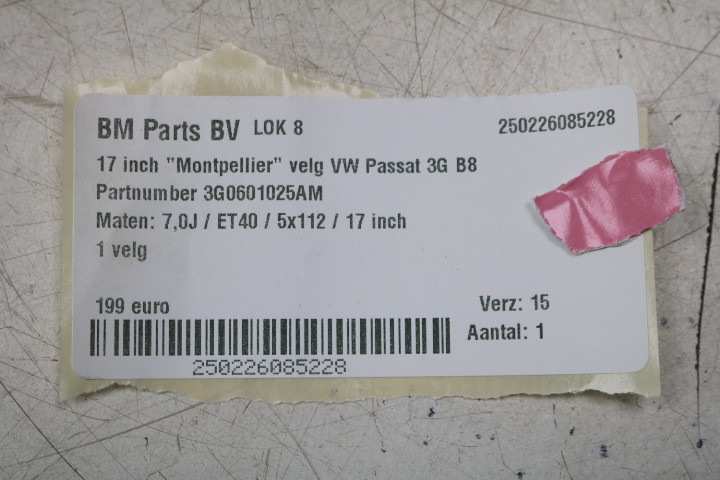 BM Parts BV LOK 8 250226085228
17 inch "Montpellier" velg VW Passat 3G B8
Partnumber 3G0601025AM
Maten: 7,0J / ET40 / 5x112 / 17 inch
1 velg
199 euro Verz: 15
Aantal: 1
250226085228